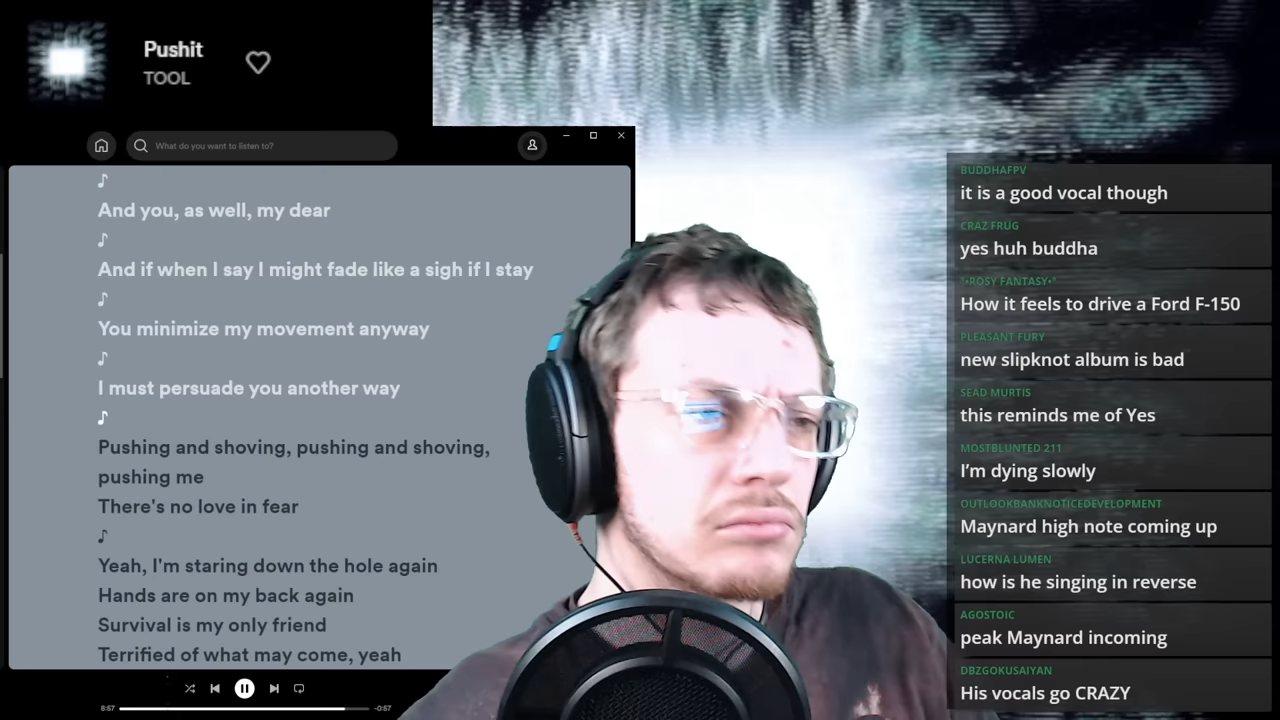 Pushit
TOOL
What do you want to listen to?
And you, as well, my dear
And if when I say I might fade like a sigh if I stay
You minimize my movement anyway
I must persuade you another way
Pushing and shoving, pushing and shoving,
pushing me
There's no love in fear
Yeah, I'm staring down the hole again
Hands are on my back again
Survival is my only friend
Terrified of what may come, yeah
8:57
-0:57
BUDDHAFPV
it is a good vocal though
CRAZ FRUG
yes huh buddha
°•ROSY FANTASY•°
How it feels to drive a Ford F-150
PLEASANT FURY
new slipknot album is bad
SEAD MURTIS
this reminds me of Yes
MOSTBLUNTED 211
I’m dying slowly
OUTLOOKBANKNOTICEDEVELOPMENT
Maynard high note coming up
LUCERNA LUMEN
how is he singing in reverse
AGOSTOIC
peak Maynard incoming
DBZGOKUSAIYAN
His vocals go CRAZY